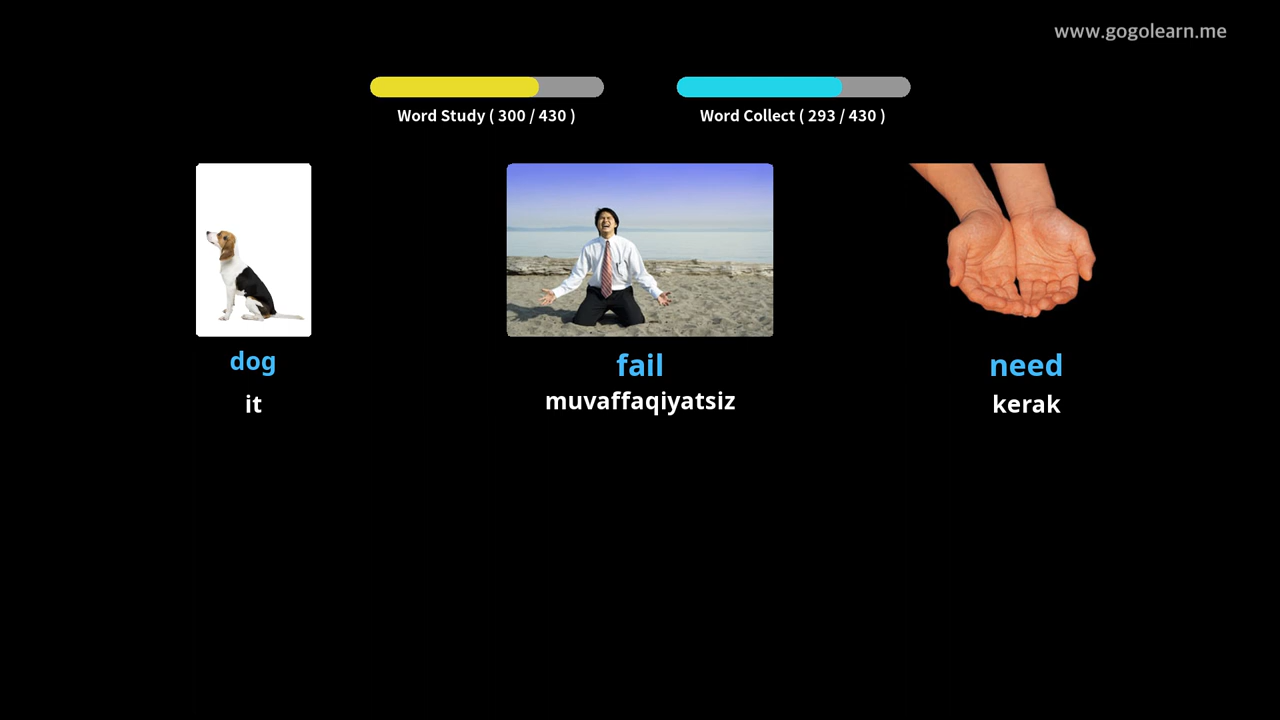 www.gogolearn.me
Word Study ( 300 / 430 )
Word Collect ( 293 / 430 )
dog
it
fail
muvaffaqiyatsiz
need
kerak